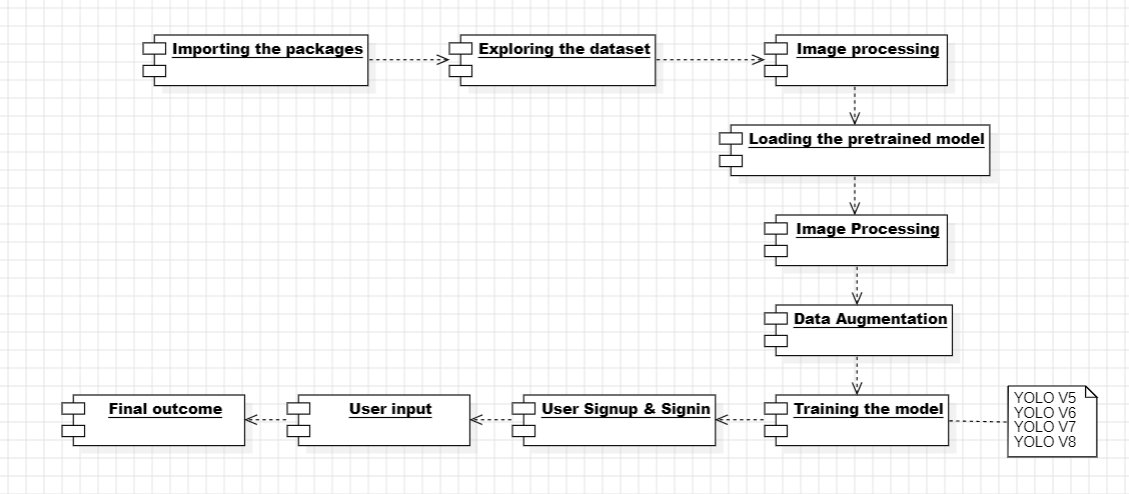 Importing the packages
Exploring the dataset
Image processing
Loading the pretrained model
Image Processing
Data Augmentation
Training the model
YOLO V5
YOLO V6
YOLO V7
YOLO V8
User Signup & Signin
User input
Final outcome